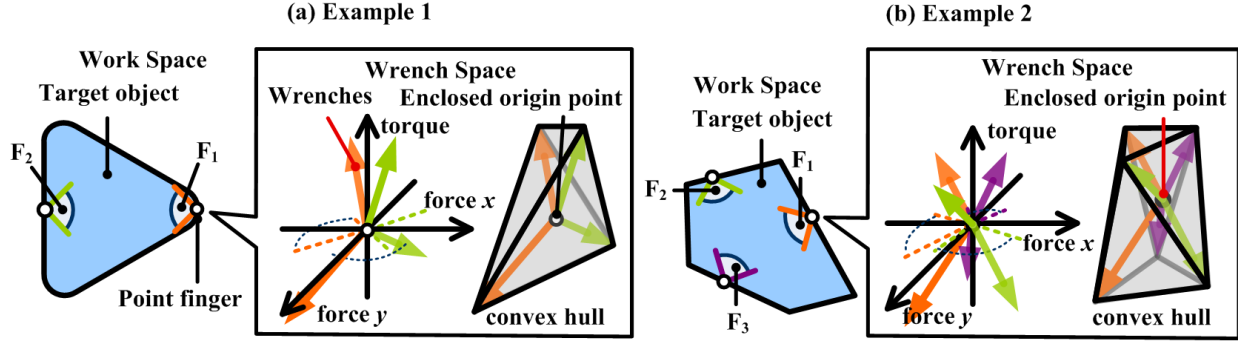 (a) Example 1
Work Space
Target object
F2
F1
Point finger
Wrench Space
Wrenches
Enclosed origin point
torque
force x
force y
convex hull
(b) Example 2
Work Space
Target object
F1
F2
F3
Wrench Space
Enclosed origin point
torque
force x
force y
convex hull